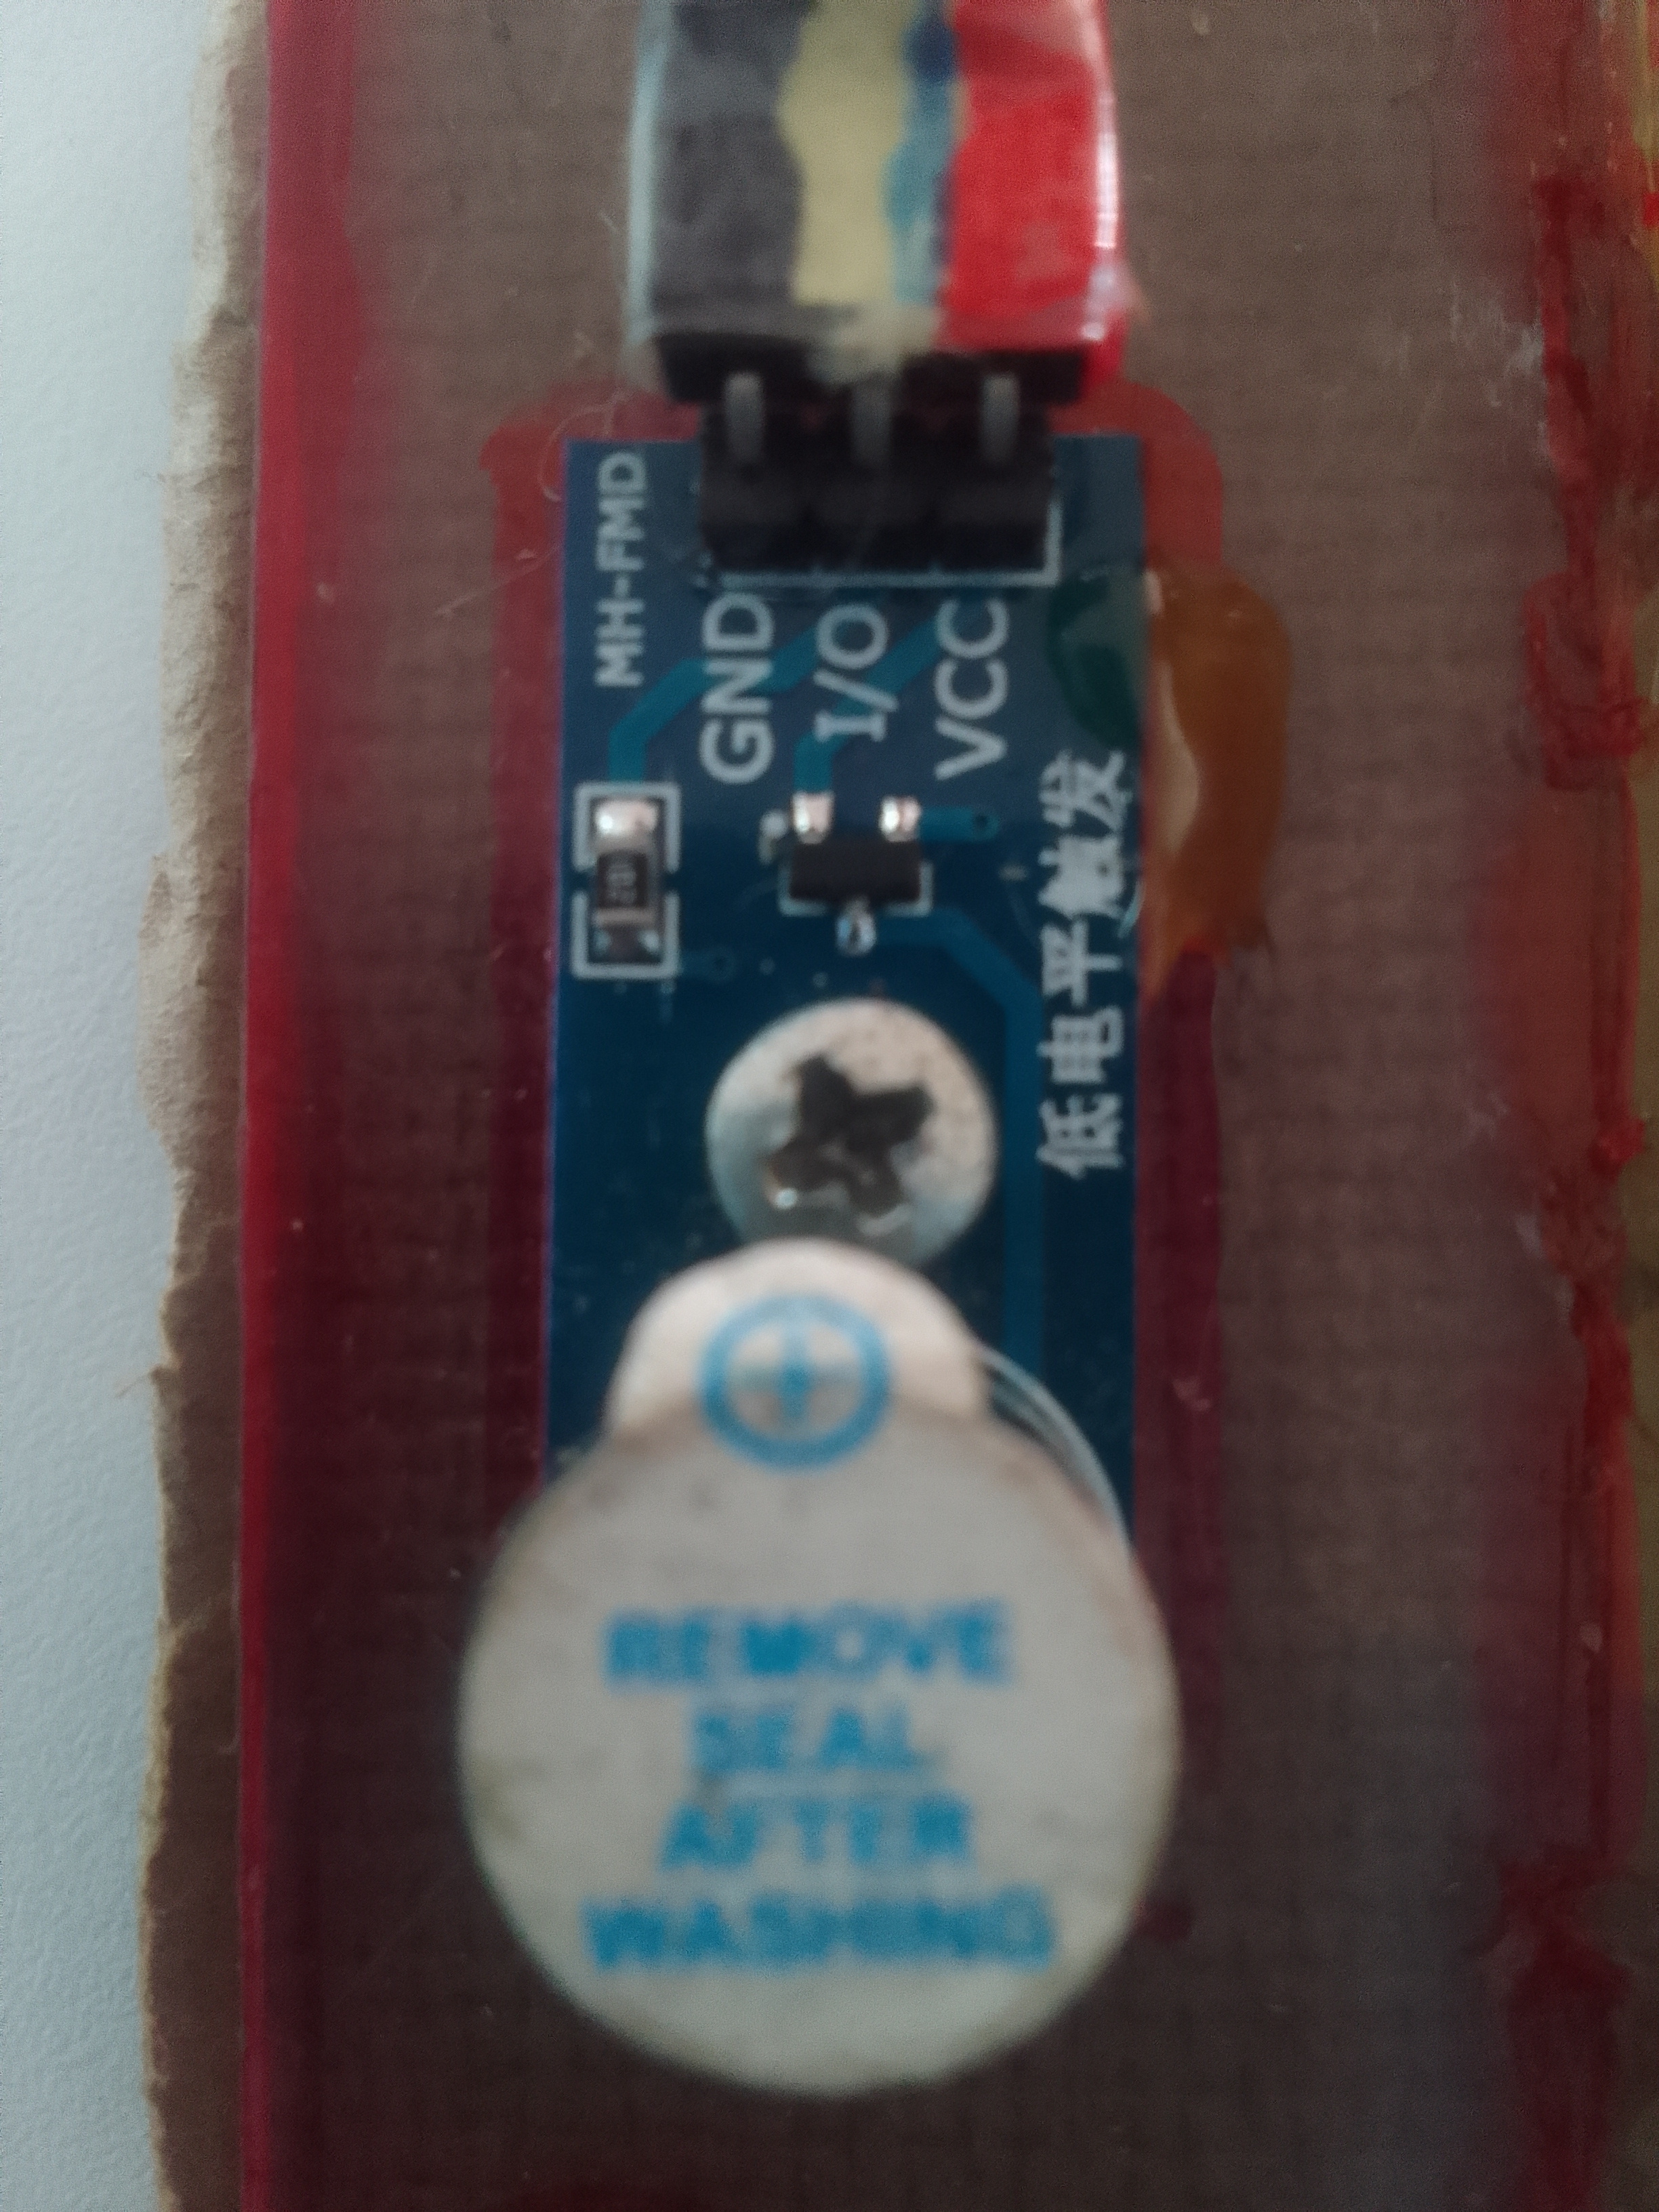 MH-FMD
GND
I/O
VCC
低电平触发
REMOVE
SEAL
AFTER
WASHING